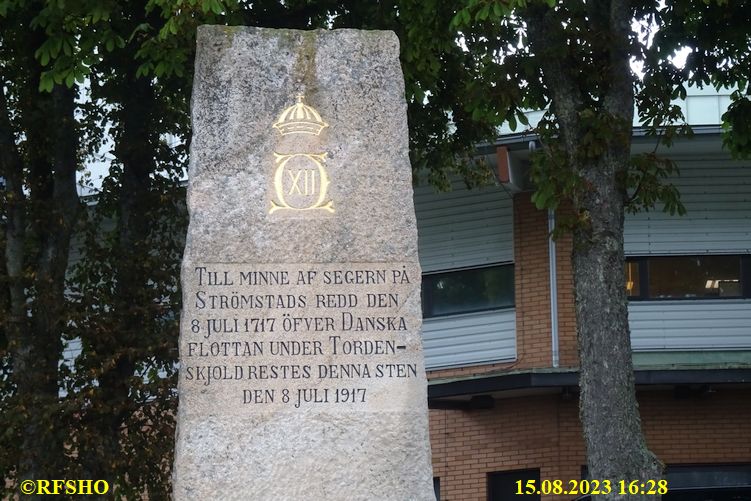 XII
TILL MINNE AF SEGERN PÅ
STRÖMSTADS REDD DEN
8 JULI 1717 ÖFVER DANSKA
FLOTTAN UNDER TORDEN-
SKJOLD RESTES DENNA STEN
DEN 8 JULI 1917
©RFSHO
15.08.2023 16:28